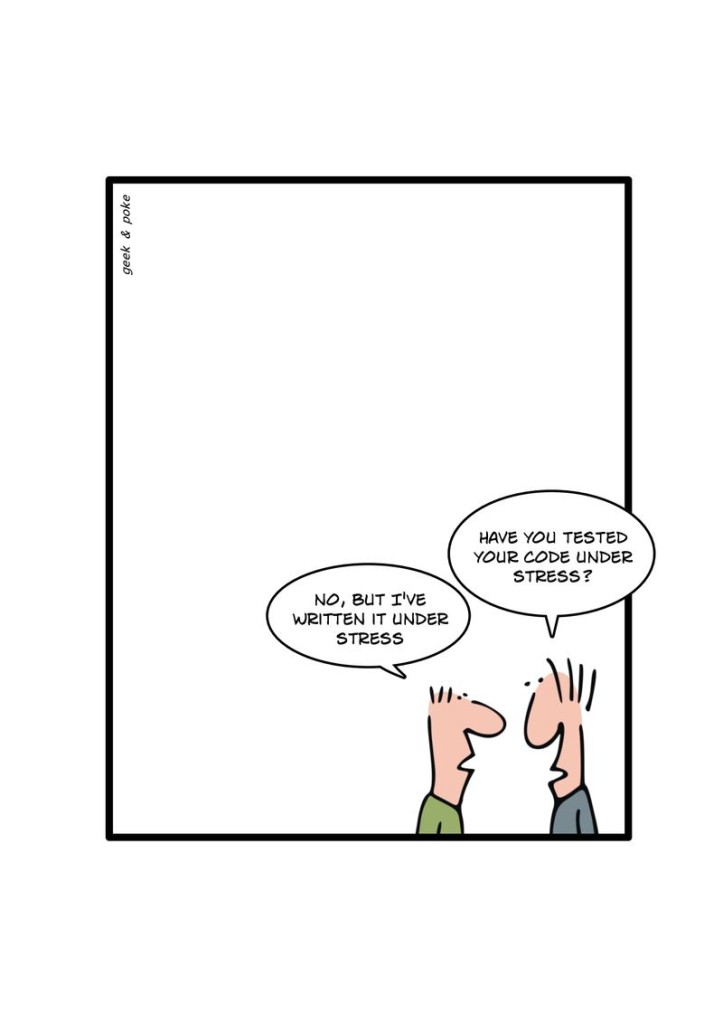 geek & poke
HAVE YOU TESTED
YOUR CODE UNDER
STRESS?
NO, BUT I'VE
WRITTEN IT UNDER
STRESS